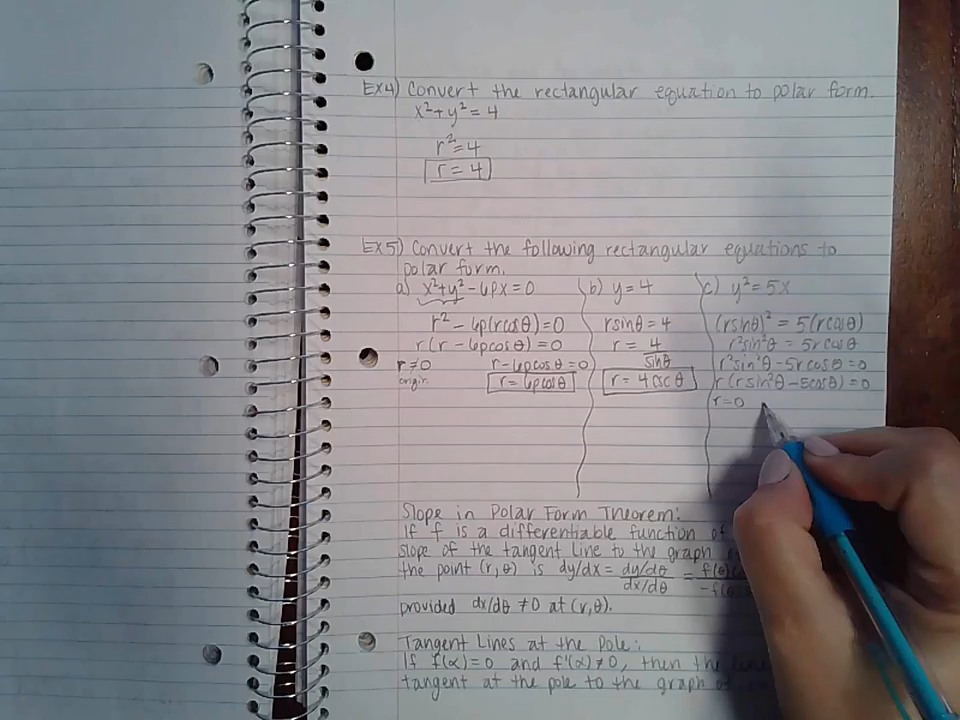 Ex4) Convert the rectangular equation to polar form.
x²+y²=4
r²=4
r=4
Ex5) Convert the following rectangular equations to
polar form.
a) x²+y²-6px=0
r²-6p(rcosθ)=0
r(r-6pcosθ)=0
r≠0 r-6pcosθ=0
origin r=6pcosθ
b) y=4
rsinθ=4
r=4/sinθ
r=4cscθ
c) y²=5x
(rsinθ)²=5(rcosθ)
r²sin²θ=5rcosθ
r²sin²θ-5rcosθ=0
r(rsin²θ-5cosθ)=0
r=0
Slope in Polar Form Theorem:
If f is a differentiable function of
slope of the tangent line to the graph
the point (r,θ) is dy/dx = dy/dθ / dx/dθ = f(θ) / -f(θ)
provided dx/dθ≠0 at (r,θ).
Tangent Lines at the Pole:
If f(α)=0 and f'(α)≠0, then the line
tangent at the pole to the graph of